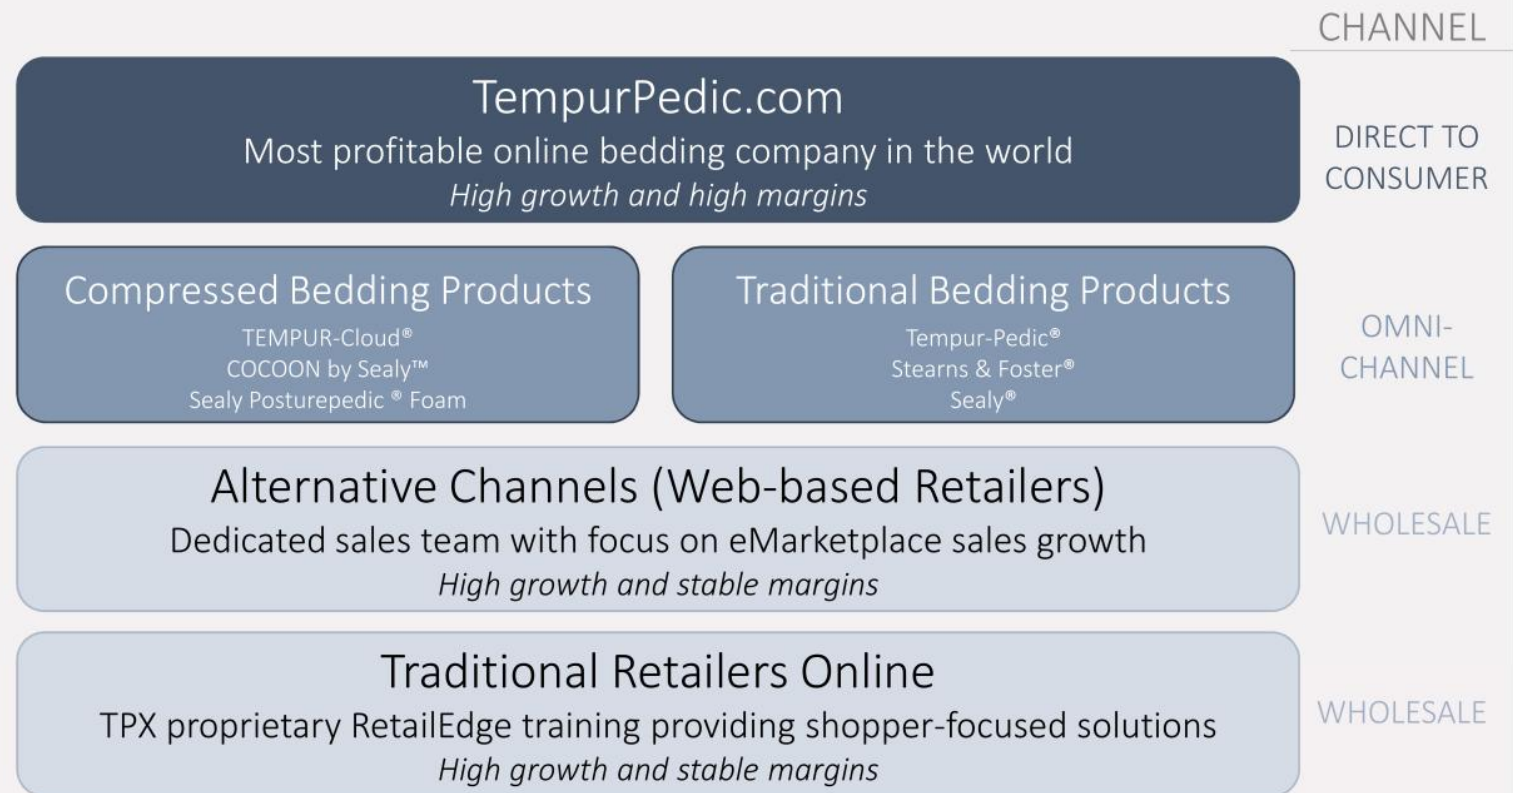 CHANNEL
TempurPedic.com
Most profitable online bedding company in the world
High growth and high margins
DIRECT TO
CONSUMER
Compressed Bedding Products
TEMPUR-Cloud®
COCOON by Sealy™
Sealy Posturepedic ® Foam
Traditional Bedding Products
Tempur-Pedic®
Stearns & Foster®
Sealy®
OMNI-
CHANNEL
Alternative Channels (Web-based Retailers)
Dedicated sales team with focus on eMarketplace sales growth
High growth and stable margins
WHOLESALE
Traditional Retailers Online
TPX proprietary RetailEdge training providing shopper-focused solutions
High growth and stable margins
WHOLESALE